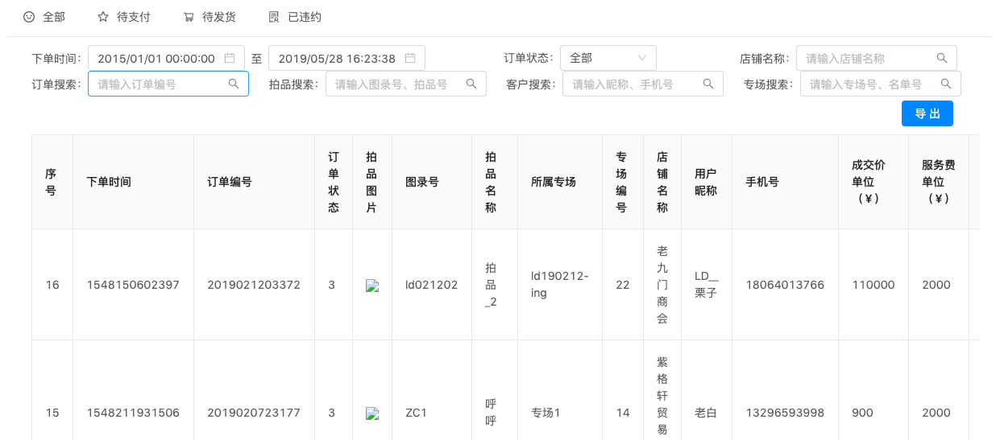 全部 待支付 待发货 已违约
下单时间： 2015/01/01 00:00:00 至 2019/05/28 16:23:38 订单状态： 全部 店铺名称： 请输入店铺名称
订单搜索： 请输入订单编号 拍品搜索： 请输入图录号、拍品号 客户搜索： 请输入昵称、手机号 专场搜索： 请输入专场号、名单号
导 出
序号 下单时间 订单编号 订单状态 拍品图片 图录号 拍品名称 所属专场 专场编号 店铺名称 用户昵称 手机号 成交价单位（¥） 服务费单位（¥）
16 1548150602397 2019021203372 3 ld021202 拍品_2 ld190212-ing 22 老九门商会 LD__栗子 18064013766 110000 2000
15 1548211931506 2019020723177 3 ZC1 呼呼 专场1 14 紫格轩贸易 老白 13296593998 900 2000